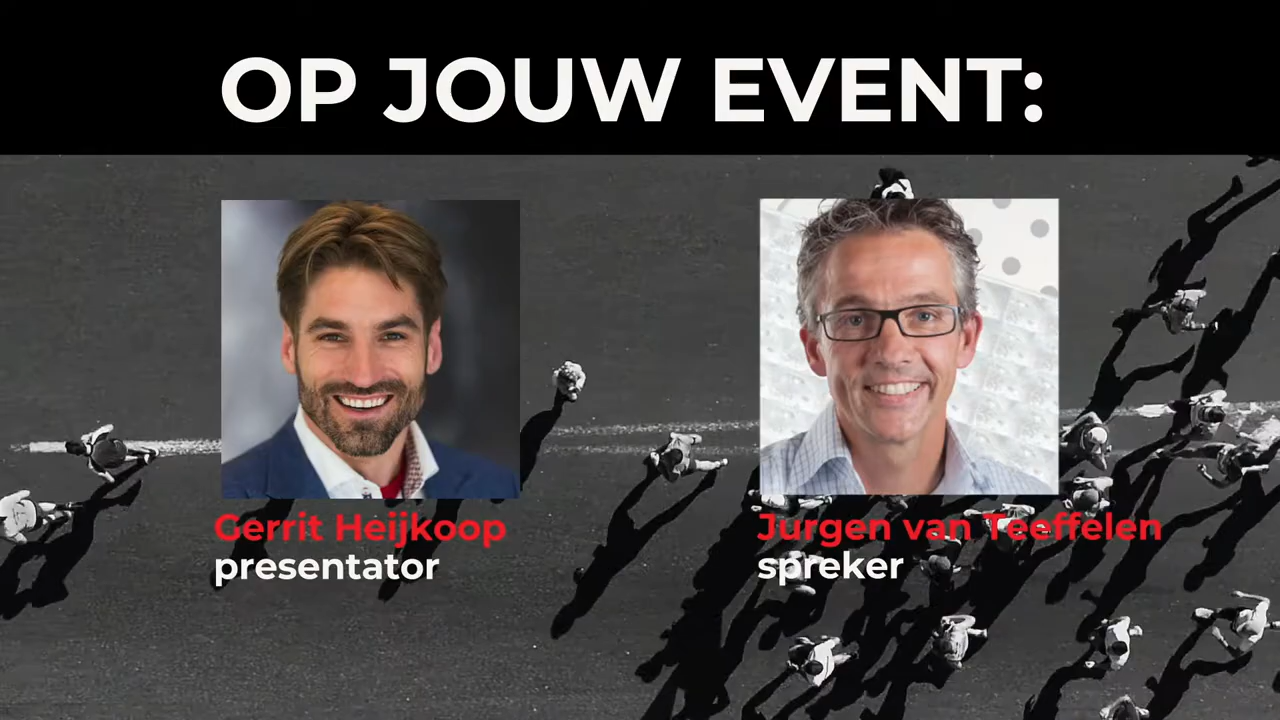 OP JOUW EVENT:
Gerrit Heijkoop
presentator
Jurgen van Teeffelen
spreker